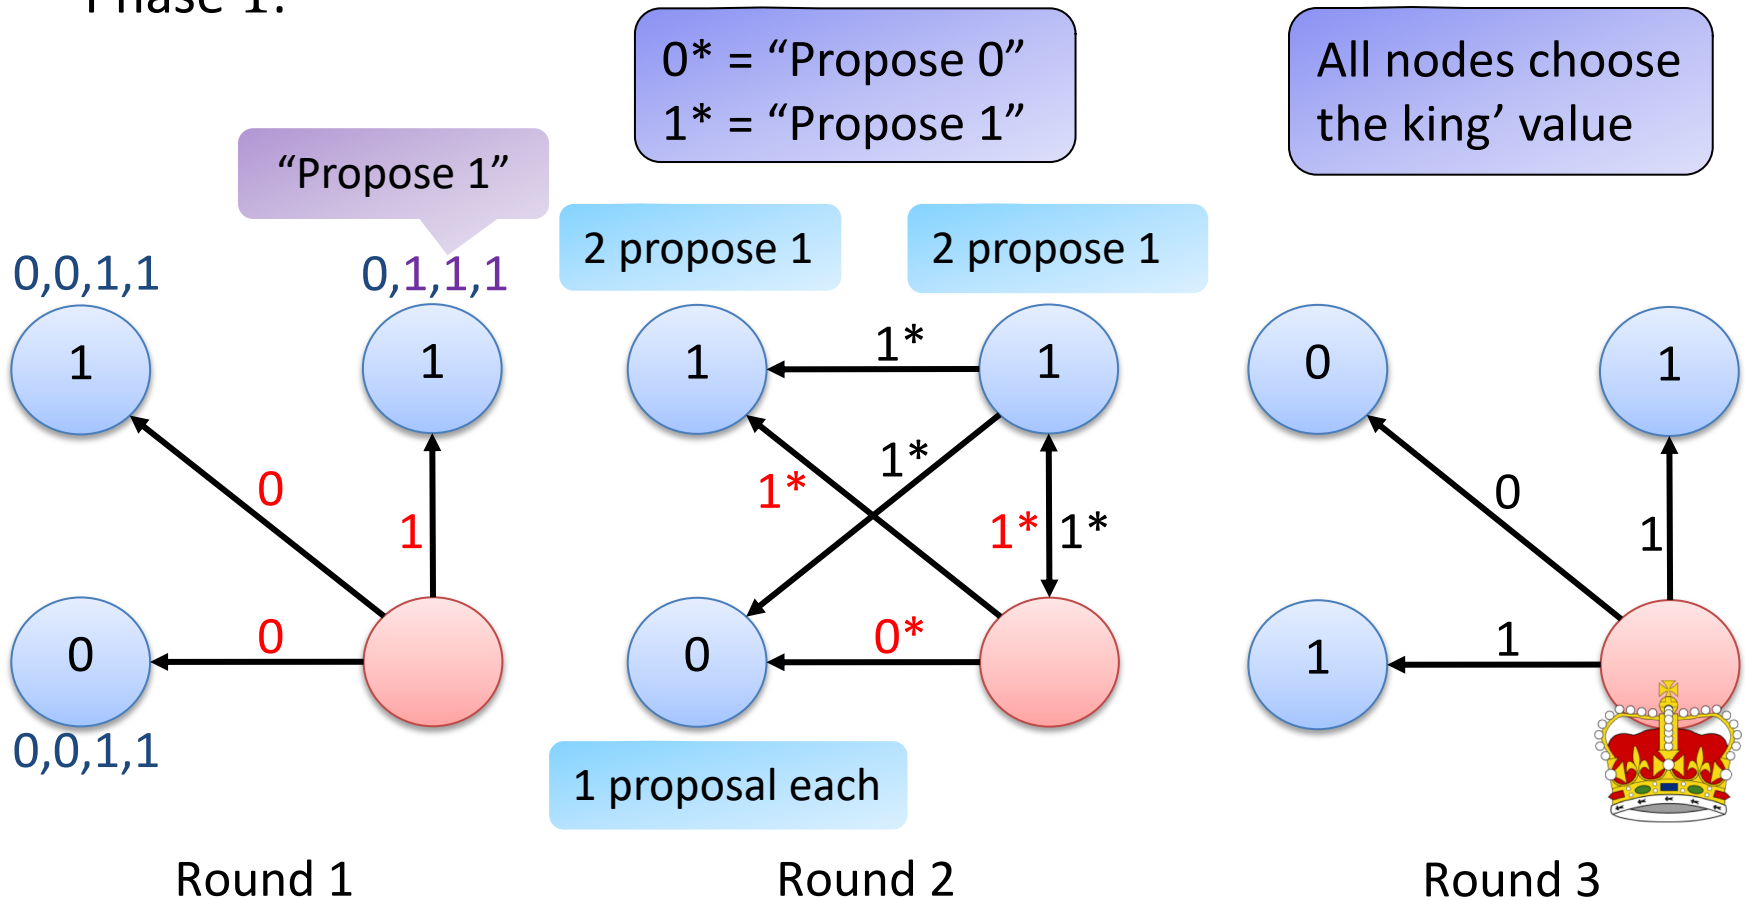 Phase 1:
0* = “Propose 0”
1* = “Propose 1”
All nodes choose
the king’ value
“Propose 1”
2 propose 1
2 propose 1
0,0,1,1
0,1,1,1
1
1
0
1
0
0
0,0,1,1
1
1
1*
1*
1*
1*
1*
0
0*
1 proposal each
0
1
0
1
1
1
Round 1
Round 2
Round 3